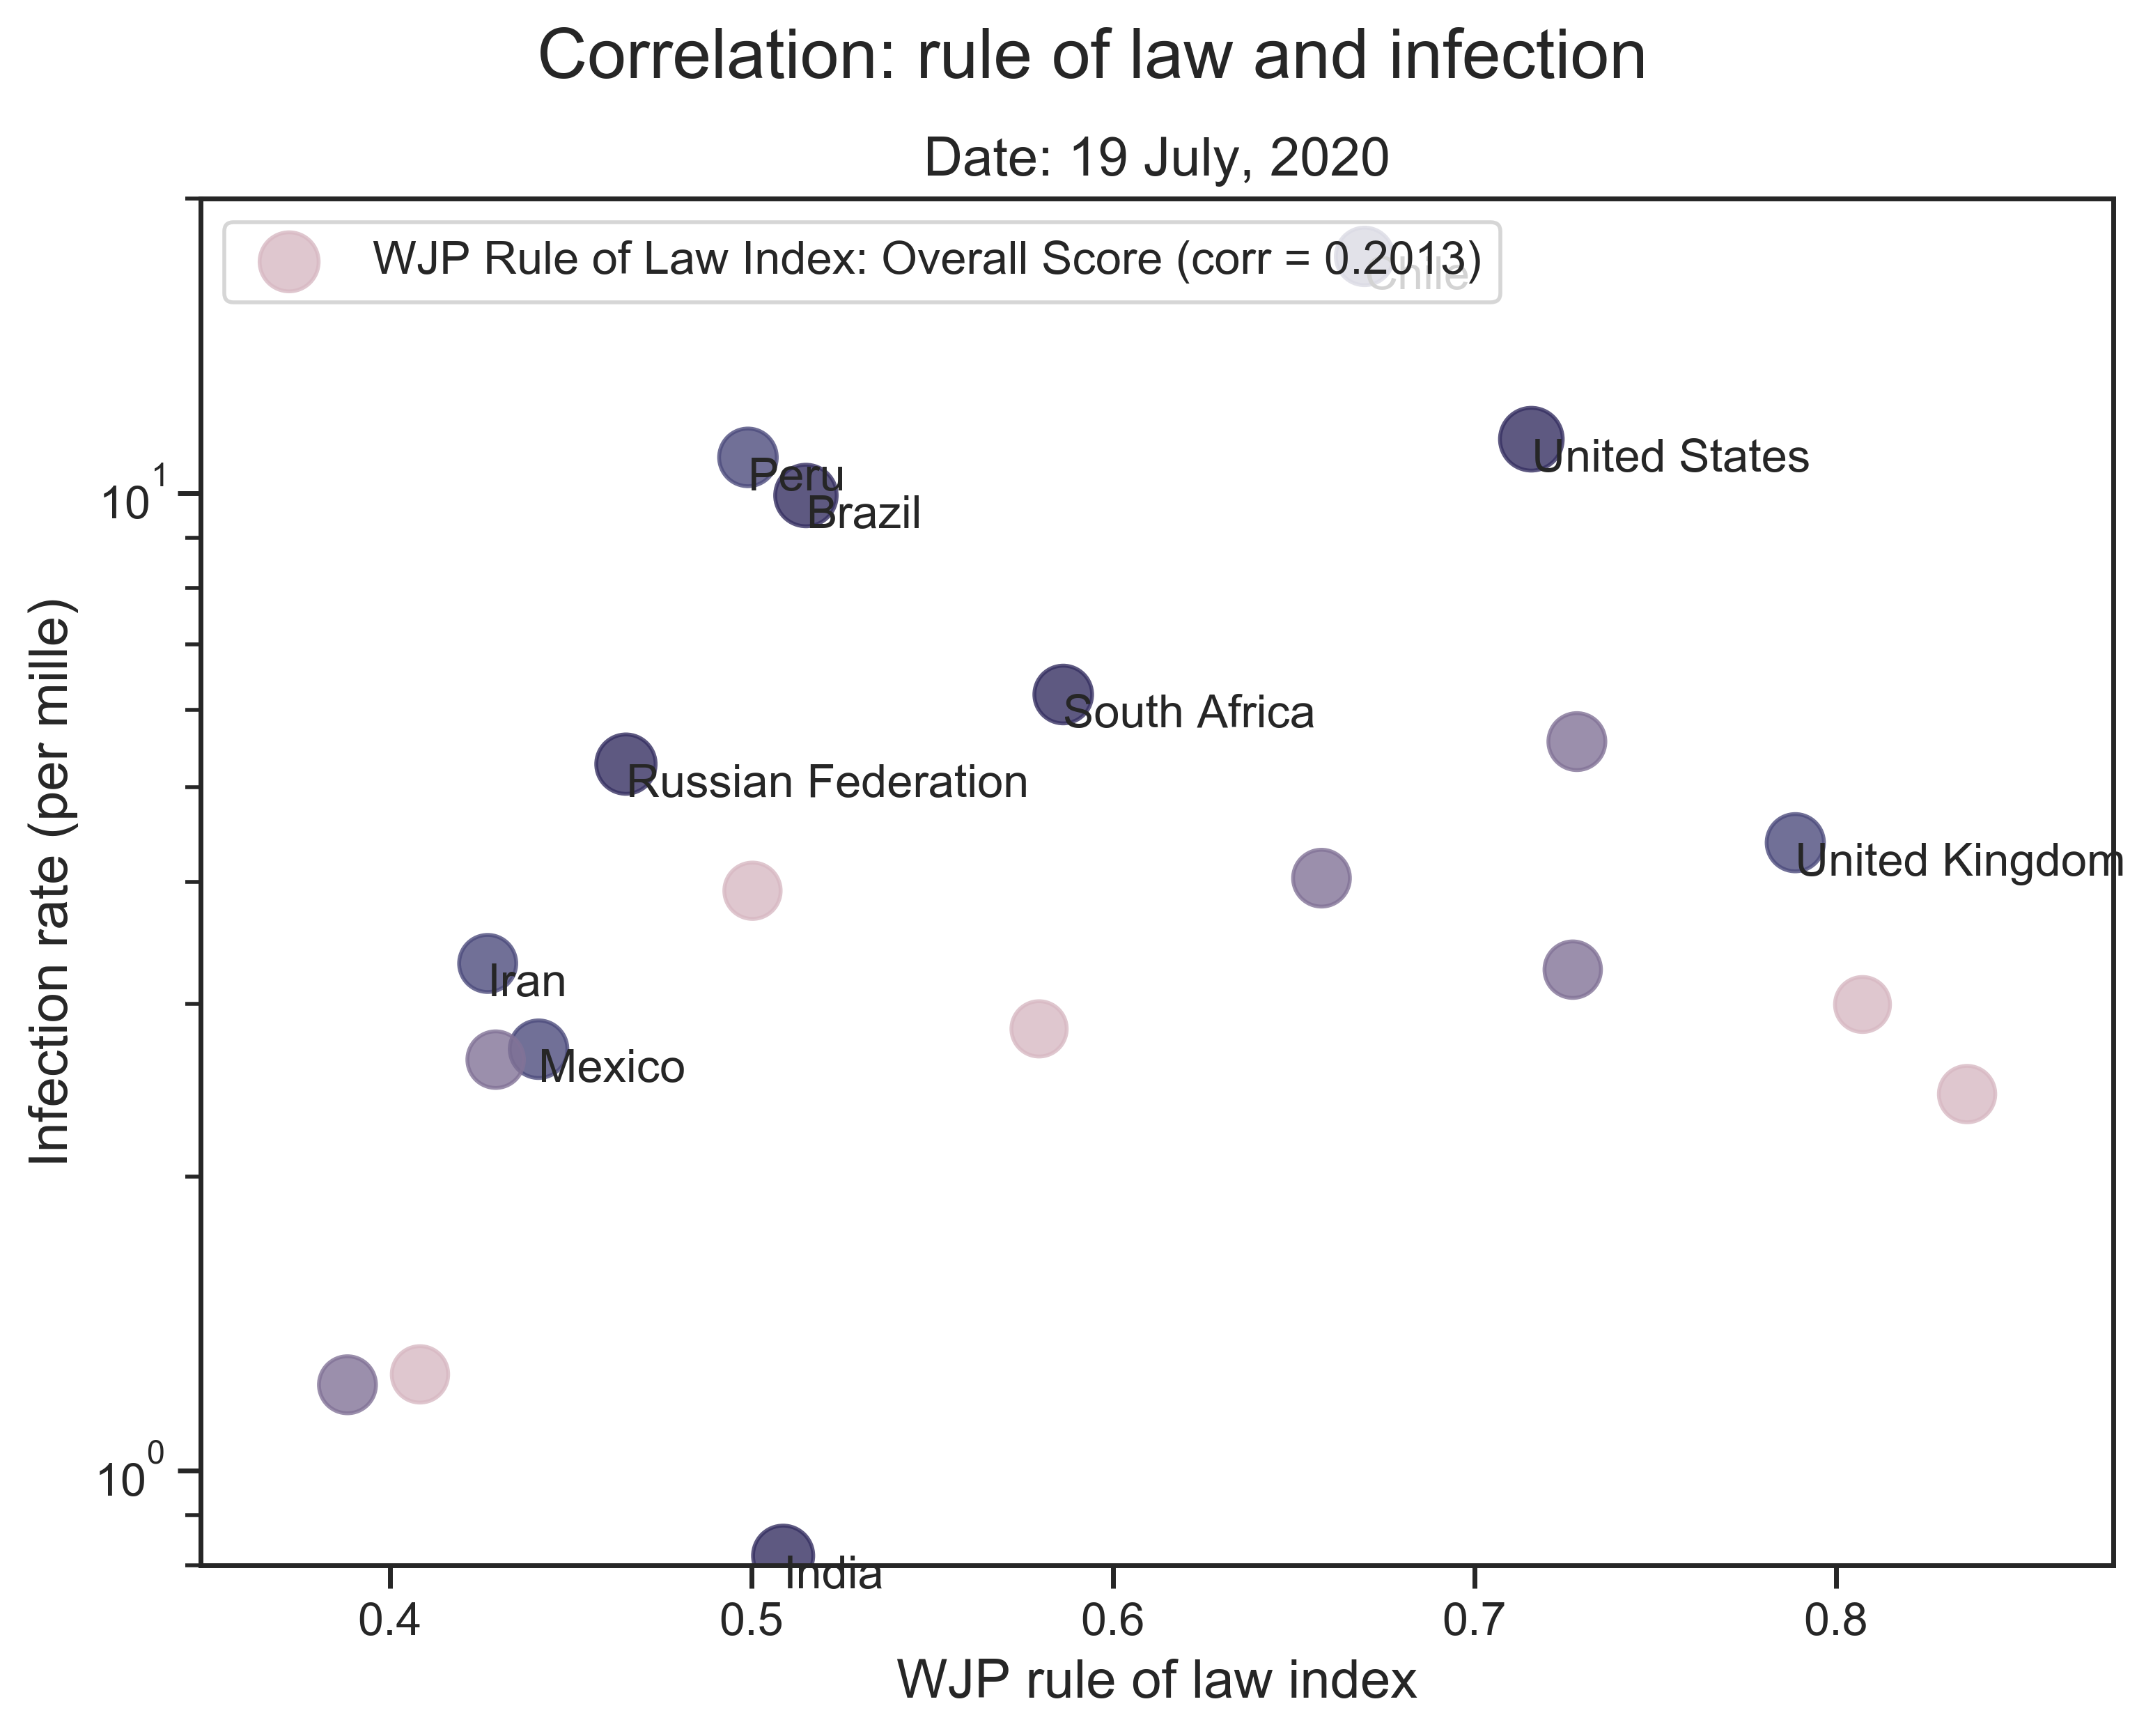 Correlation: rule of law and infection
Date: 19 July, 2020
WJP Rule of Law Index: Overall Score (corr = 0.2013)
Chile
United States
Peru
Brazil
South Africa
Russian Federation
United Kingdom
Iran
Mexico
India
10^1
10^0
Infection rate (per mille)
0.4 0.5 0.6 0.7 0.8
WJP rule of law index